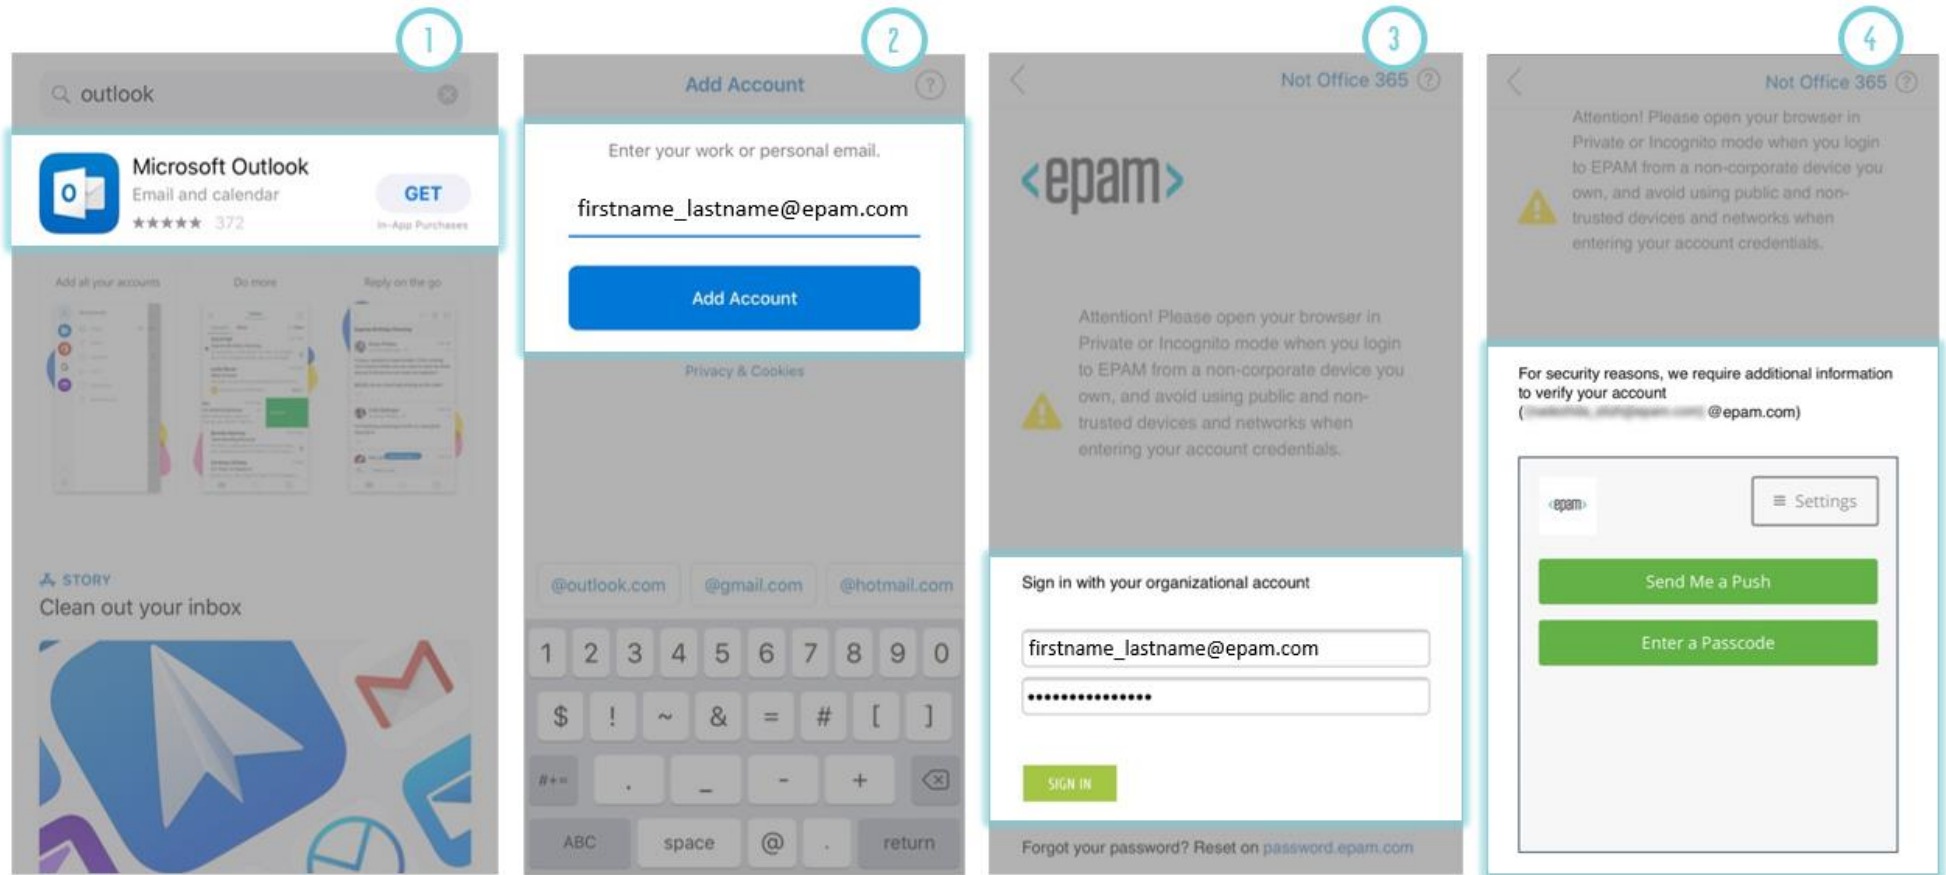 1
outlook
Microsoft Outlook
Email and calendar
GET
372
In-App Purchases
Add all your accounts
Do more
Reply on the go
STORY
Clean out your inbox
2
Add Account
?
Enter your work or personal email.
firstname_lastname@epam.com
Add Account
Privacy & Cookies
@outlook.com @gmail.com @hotmail.com
1 2 3 4 5 6 7 8 9 0
$ ! ~ & = # [ ]
#+= . _ - +
ABC space @ . return
3
Not Office 365 ?
<epam>
Attention! Please open your browser in
Private or Incognito mode when you login
to EPAM from a non-corporate device you
own, and avoid using public and non-
trusted devices and networks when
entering your account credentials.
Sign in with your organizational account
firstname_lastname@epam.com
SIGN IN
Forgot your password? Reset on password.epam.com
4
Not Office 365 ?
Attention! Please open your browser in
Private or Incognito mode when you login
to EPAM from a non-corporate device you
own, and avoid using public and non-
trusted devices and networks when
entering your account credentials.
For security reasons, we require additional information
to verify your account
( @epam.com)
<epam>
≡ Settings
Send Me a Push
Enter a Passcode